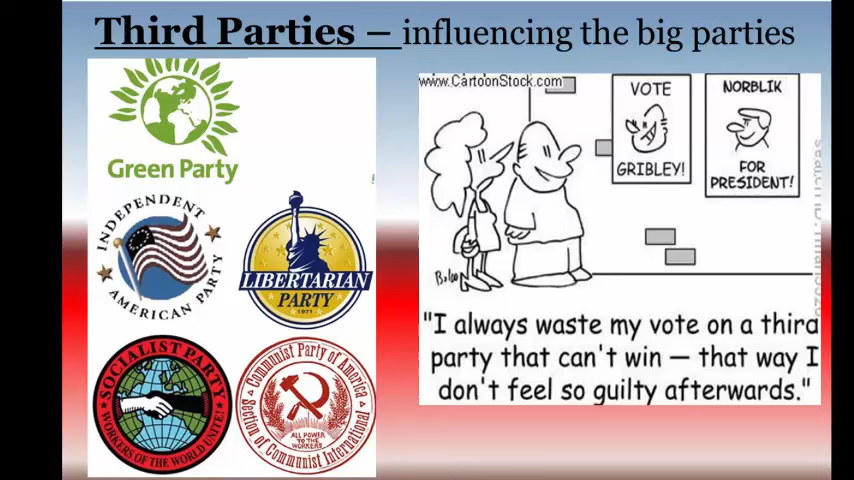 Third Parties – influencing the big parties
Green Party
INDEPENDENT
AMERICAN PARTY
LIBERTARIAN
PARTY
1971
SOCIALIST PARTY
WORKERS OF THE WORLD UNITE!
Communist Party of America
Section of Communist International
ALL POWER
TO THE
WORKERS
www.CartoonStock.com
VOTE
GRIBLEY!
NORBLIK
FOR
PRESIDENT!
"I always waste my vote on a third
party that can't win — that way I
don't feel so guilty afterwards."